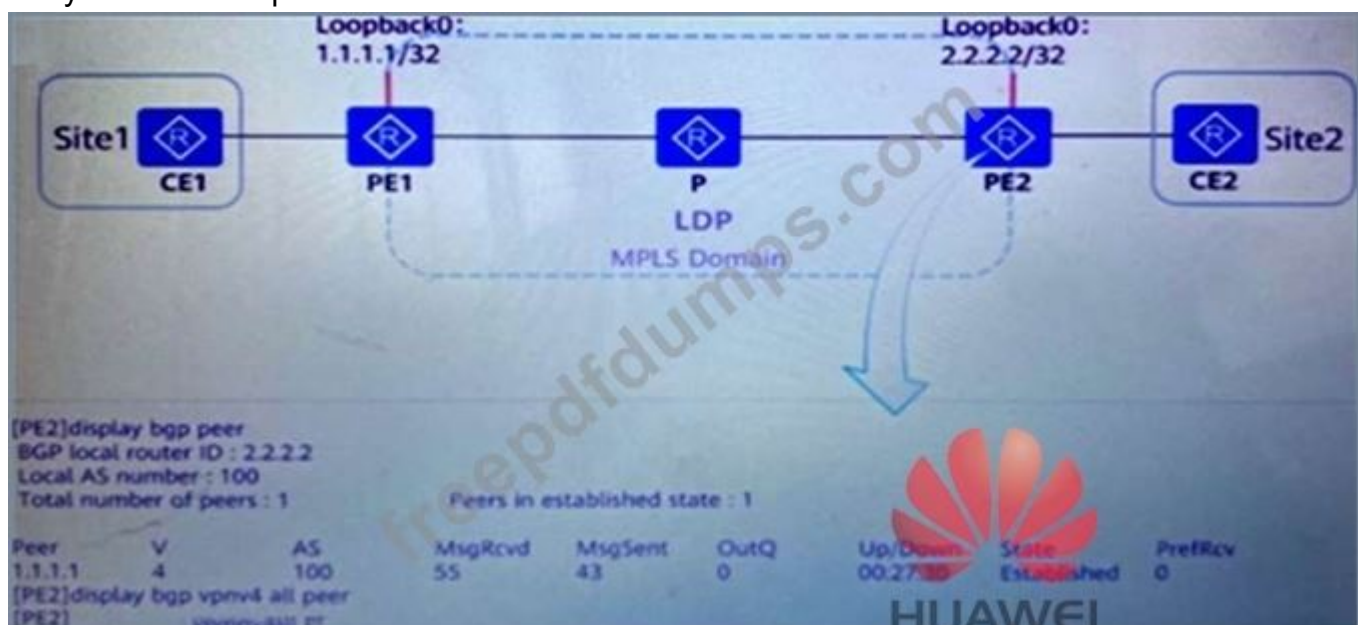 Loopback0: Loopback0:
1.1.1.1/32 2.2.2.2/32
Site1 Site2
CE1 PE1 P PE2 CE2
LDP
MPLS Domain
freepdfdumps.com
[PE2]display bgp peer
BGP local router ID : 2.2.2.2
Local AS number : 100
Total number of peers : 1 Peers in established state : 1
Peer V AS MsgRcvd MsgSent OutQ Up/Down State PrefRcv
1.1.1.1 4 100 55 43 0 Established 0
[PE2]display bgp vpnv4 all peer
[PE2]
HUAWEI